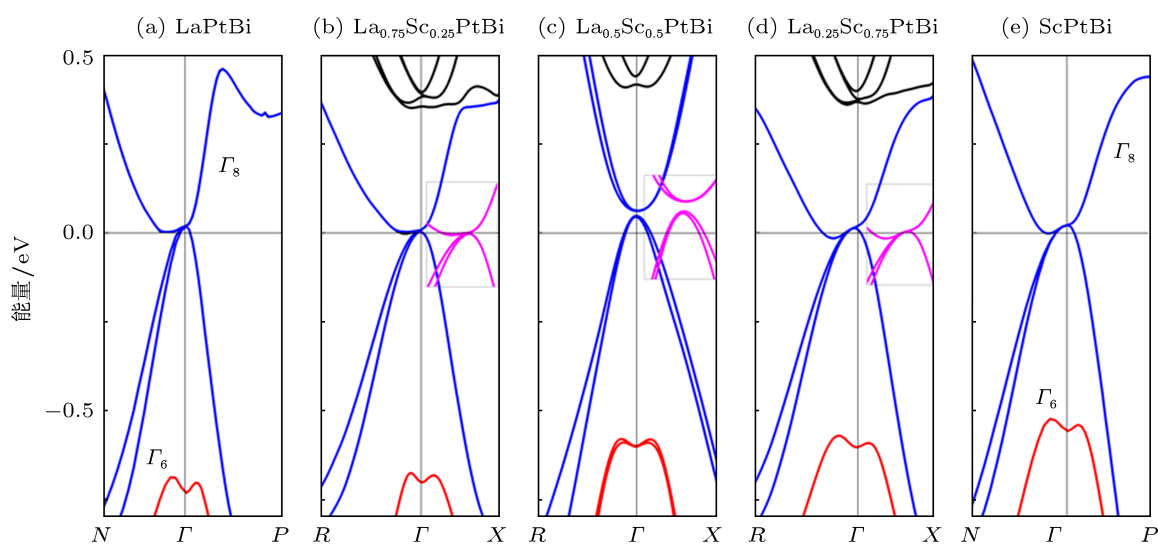 (a) LaPtBi
(b) La₀.₇₅Sc₀.₂₅PtBi
(c) La₀.₅Sc₀.₅PtBi
(d) La₀.₂₅Sc₀.₇₅PtBi
(e) ScPtBi
能量/eV
0.5
0.0
−0.5
Γ₈
Γ₆
Γ₈
Γ₆
N Γ P
R Γ X
R Γ X
R Γ X
N Γ P